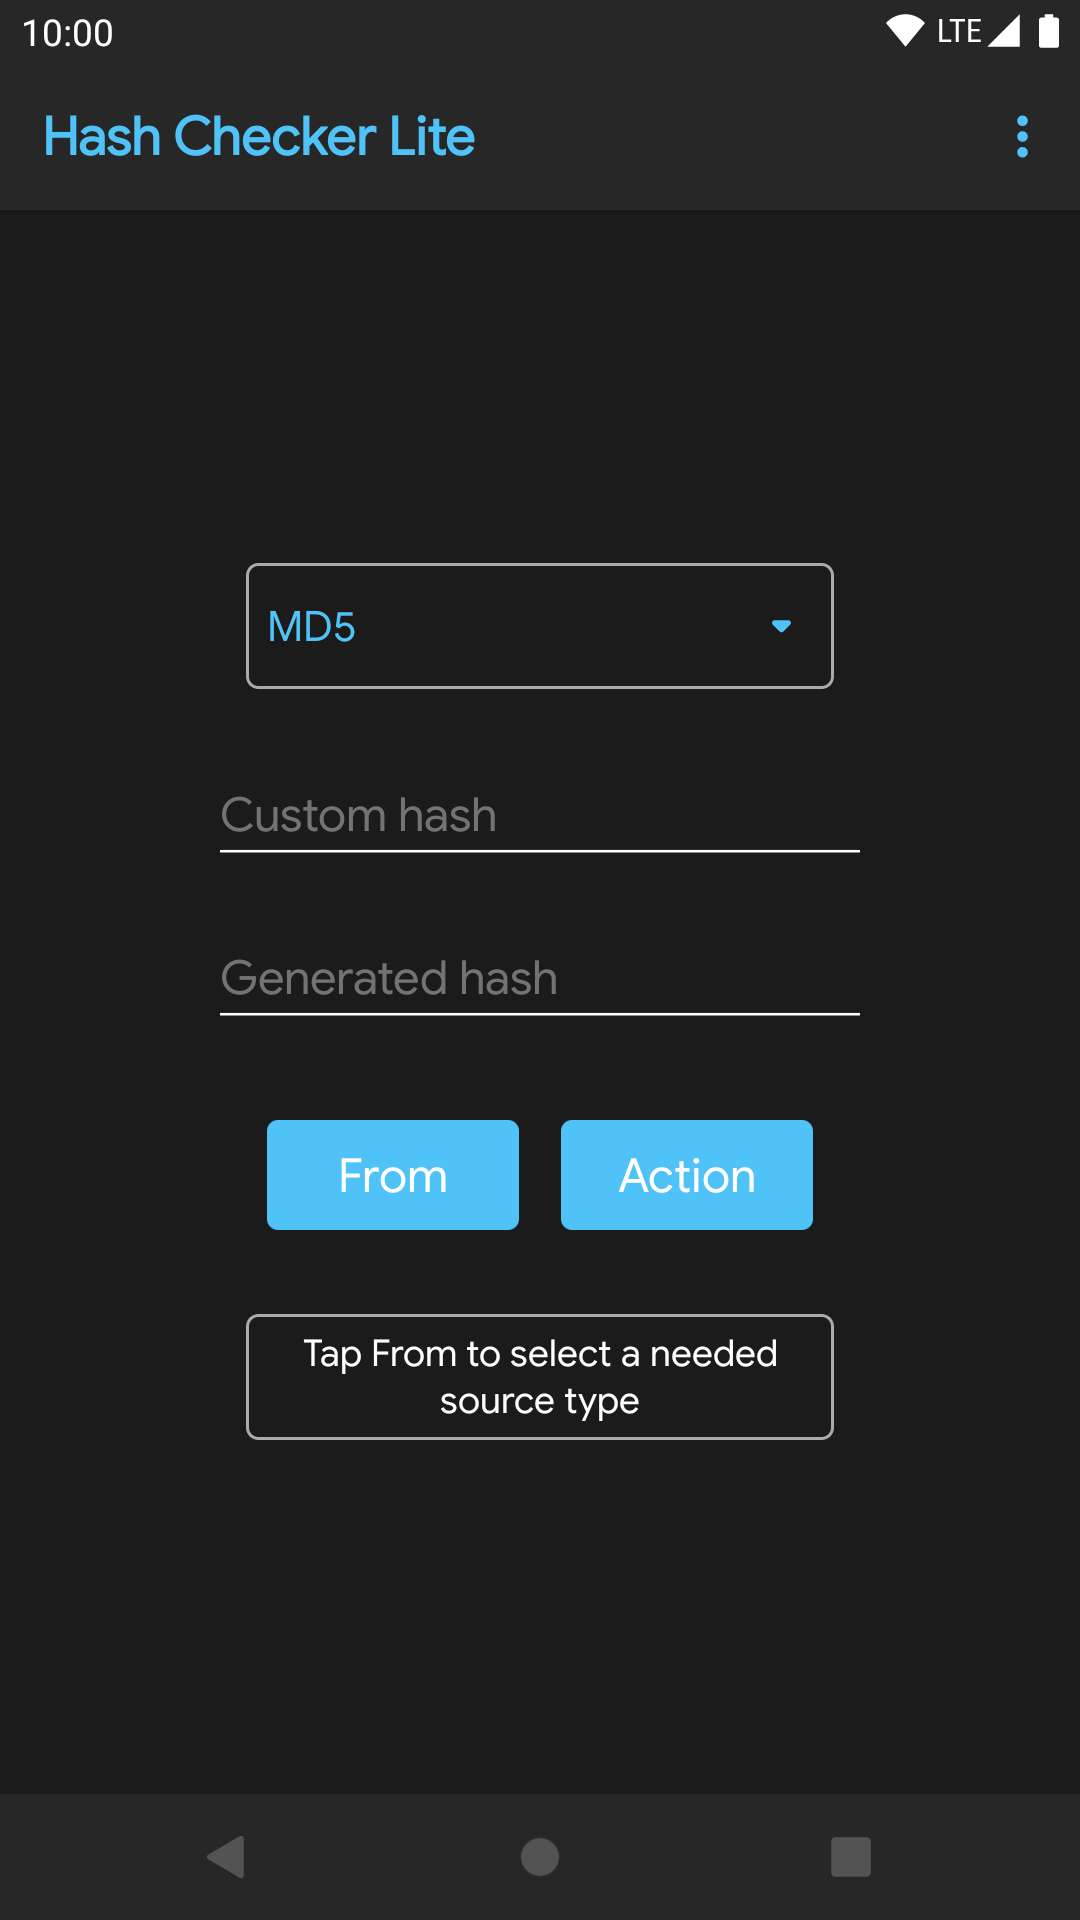 10:00
LTE
Hash Checker Lite
MD5
Custom hash
Generated hash
From
Action
Tap From to select a needed
source type